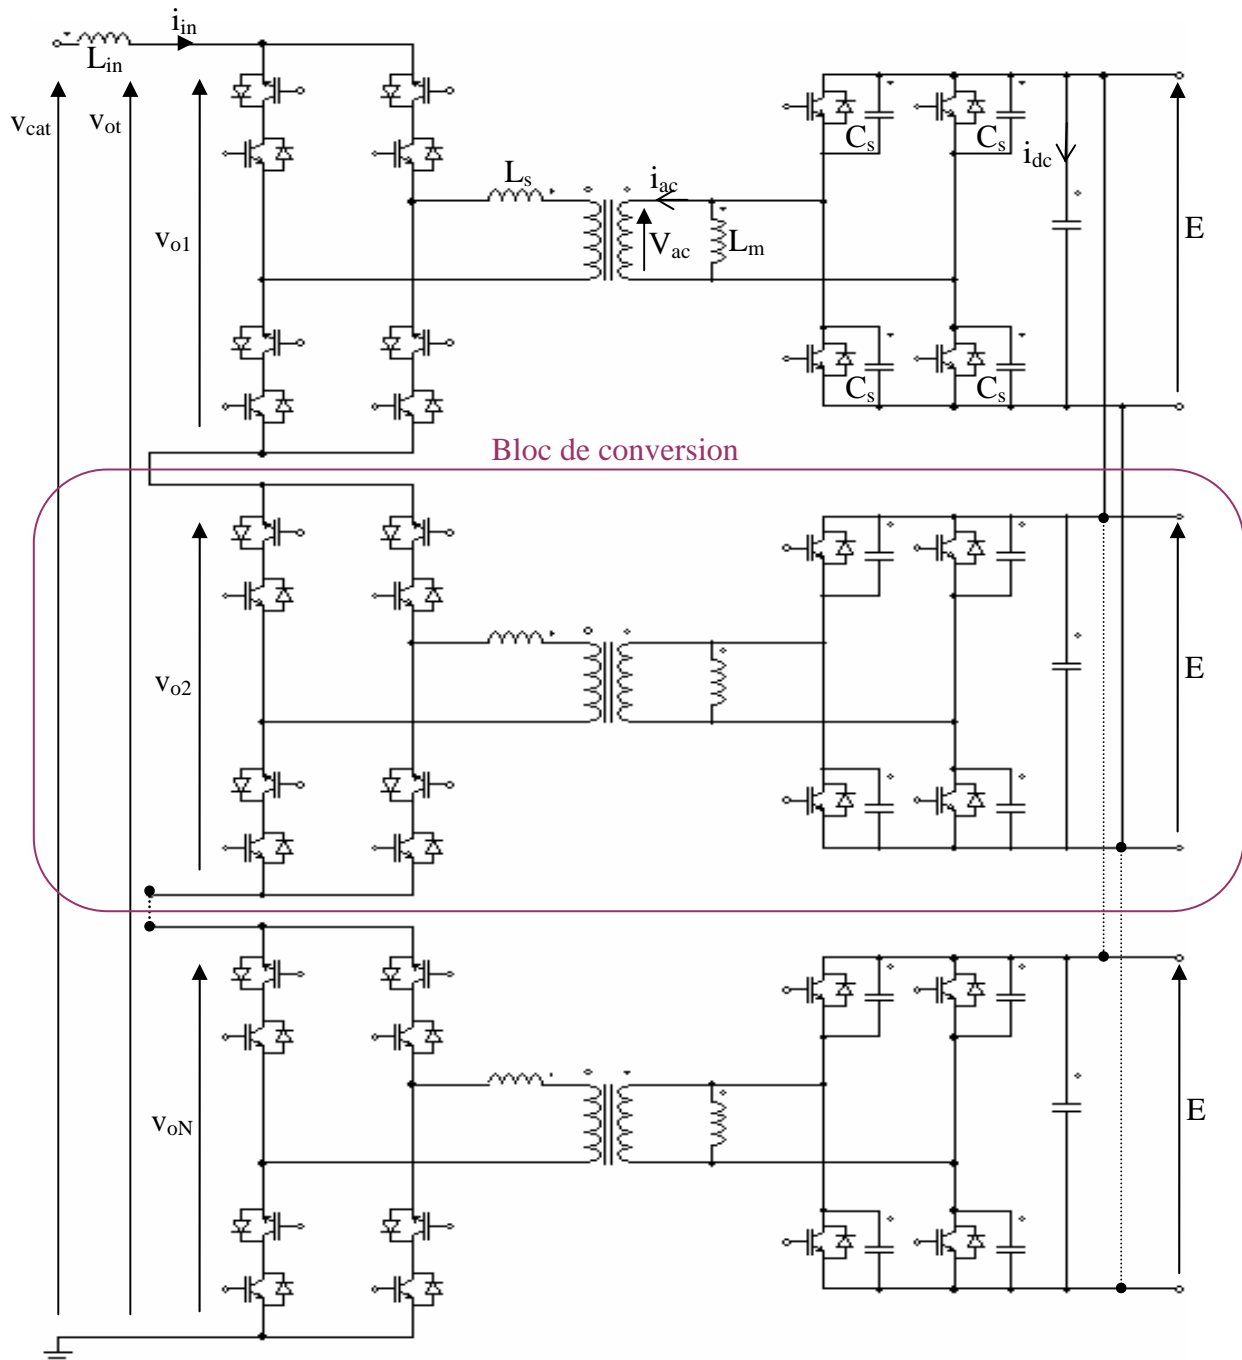 i_in
L_in
v_cat
v_ot
v_o1
L_s
i_ac
V_ac
L_m
C_s
C_s
i_dc
E
C_s
C_s
Bloc de conversion
v_o2
E
v_oN
E